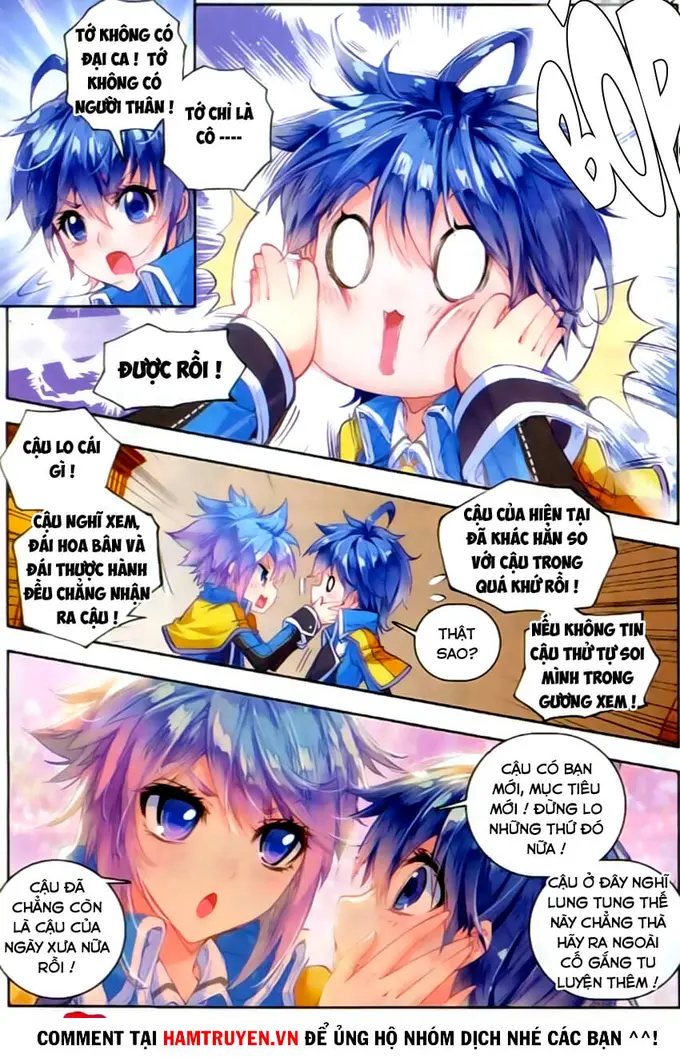 TỚ KHÔNG CÓ
ĐẠI CA ! TỚ
KHÔNG CÓ
NGƯỜI THÂN !
TỚ CHỈ LÀ
CÔ ----
BỐP
ĐƯỢC RỒI !
CẬU LO CÁI
GÌ !
CẬU NGHĨ XEM,
ĐÁI HOA BÂN VÀ
ĐÁI THƯỢC HÀNH
ĐỀU CHẲNG NHẬN
RA CẬU !
CẬU CỦA HIỆN TẠI
ĐÃ KHÁC HẲN SO
VỚI CẬU TRONG
QUÁ KHỨ RỒI !
THẬT
SAO?
NẾU KHÔNG TIN
CẬU THỬ TỰ SOI
MÌNH TRONG
GƯƠNG XEM !
CẬU CÓ BẠN
MỚI, MỤC TIÊU
MỚI ! ĐỪNG LO
NHỮNG THỨ ĐÓ
NỮA !
CẬU ĐÃ
CHẲNG CÒN
LÀ CẬU CỦA
NGÀY XƯA NỮA
RỒI !
CẬU Ở ĐÂY NGHĨ
LUNG TUNG THẾ
NÀY CHẲNG THÀ
HÃY RA NGOÀI
CỐ GẮNG TU
LUYỆN THÊM !
COMMENT TẠI HAMTRUYEN.VN ĐỂ ỦNG HỘ NHÓM DỊCH NHÉ CÁC BẠN ^^!